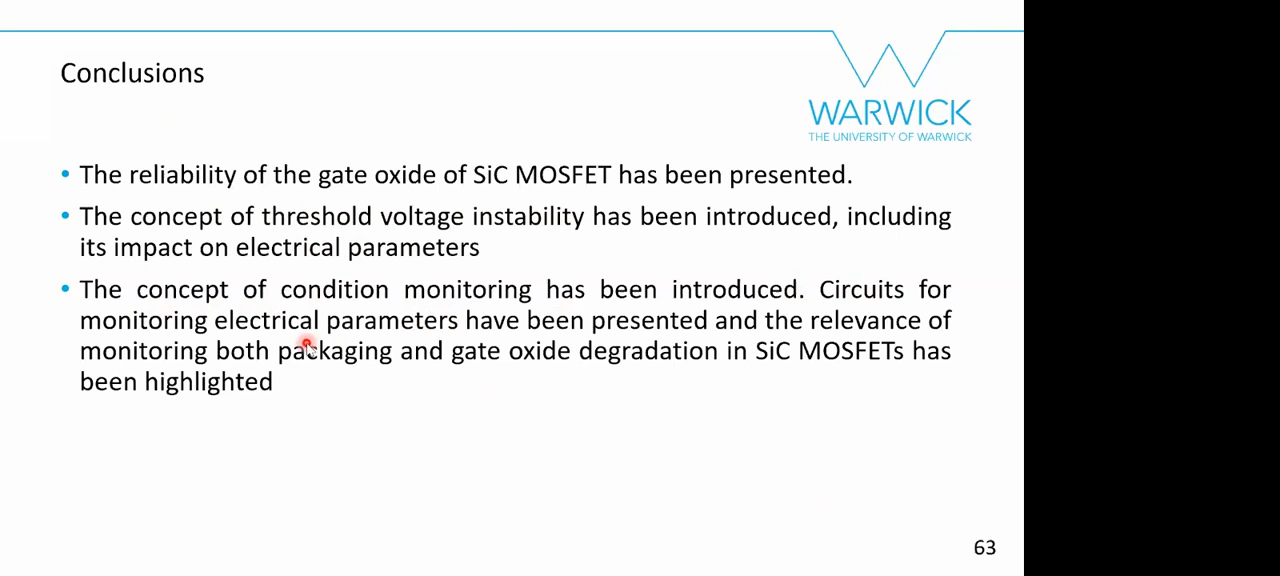 Conclusions
WARWICK
THE UNIVERSITY OF WARWICK
• The reliability of the gate oxide of SiC MOSFET has been presented.
• The concept of threshold voltage instability has been introduced, including
its impact on electrical parameters
• The concept of condition monitoring has been introduced. Circuits for
monitoring electrical parameters have been presented and the relevance of
monitoring both packaging and gate oxide degradation in SiC MOSFETs has
been highlighted
63